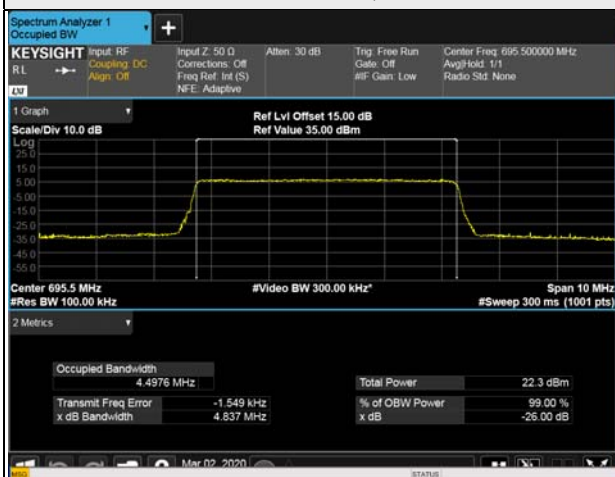 Spectrum Analyzer 1
Occupied BW
KEYSIGHT
RL
LXI
Input: RF
Coupling: DC
Align: Off
Input Z: 50 Ω
Corrections: Off
Freq Ref: Int (S)
NFE: Adaptive
Atten: 30 dB
Trig: Free Run
Gate: Off
#IF Gain: Low
Center Freq: 695.500000 MHz
Avg|Hold: 1/1
Radio Std: None
1 Graph
Scale/Div 10.0 dB
Ref Lvl Offset 15.00 dB
Ref Value 35.00 dBm
Log
25.0
15.0
5.00
-5.00
-15.0
-25.0
-35.0
-45.0
-55.0
Center 695.5 MHz
#Res BW 100.00 kHz
#Video BW 300.00 kHz*
Span 10 MHz
#Sweep 300 ms (1001 pts)
2 Metrics
Occupied Bandwidth
4.4976 MHz
Transmit Freq Error -1.549 kHz
x dB Bandwidth 4.837 MHz
Total Power 22.3 dBm
% of OBW Power 99.00 %
x dB -26.00 dB
Mar 02, 2020
MSG
STATUS